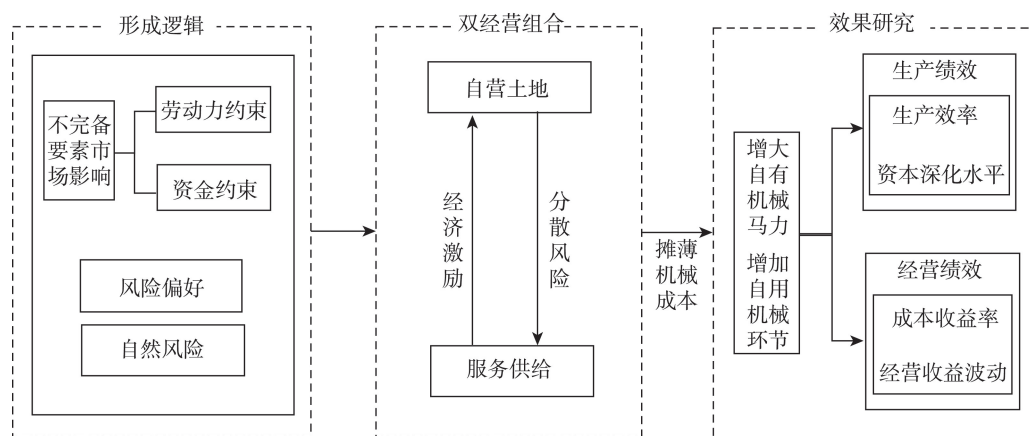 形成逻辑
不完备
要素市
场影响
劳动力约束
资金约束
风险偏好
自然风险
双经营组合
自营土地
经济激励
分散风险
服务供给
摊薄
机械
成本
效果研究
增大
自有
机械
马力
增加
自用
机械
环节
生产绩效
生产效率
资本深化水平
经营绩效
成本收益率
经营收益波动